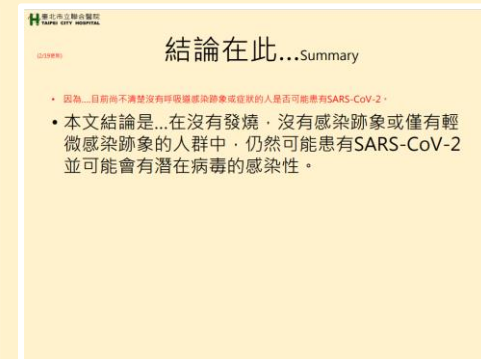 臺北市立聯合醫院
TAIPEI CITY HOSPITAL
(2/19更新)
結論在此...Summary
• 因為...目前尚不清楚沒有呼吸道感染跡象或症狀的人是否可能患有SARS-CoV-2。
• 本文結論是...在沒有發燒，沒有感染跡象或僅有輕
微感染跡象的人群中，仍然可能患有SARS-CoV-2
並可能會有潛在病毒的感染性。